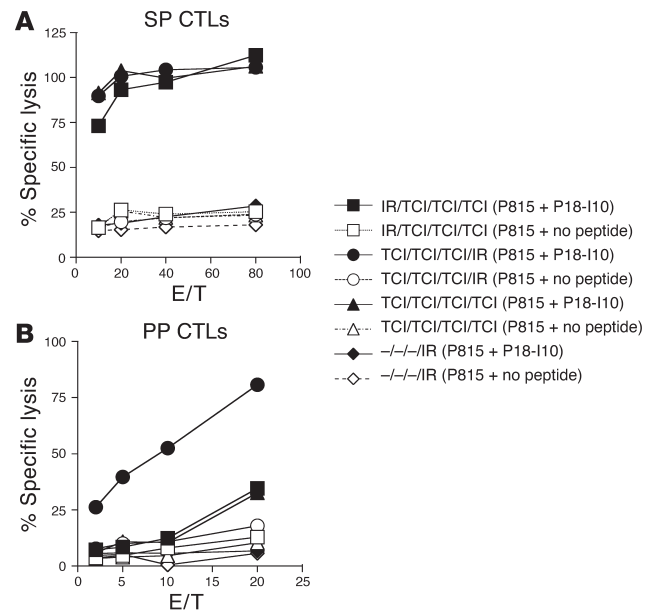 A
SP CTLs
% Specific lysis
125
100
75
50
25
0
0 20 40 60 80 100
E/T
IR/TCI/TCI/TCI (P815 + P18-I10)
IR/TCI/TCI/TCI (P815 + no peptide)
TCI/TCI/TCI/IR (P815 + P18-I10)
TCI/TCI/TCI/IR (P815 + no peptide)
TCI/TCI/TCI/TCI (P815 + P18-I10)
TCI/TCI/TCI/TCI (P815 + no peptide)
–/–/–/IR (P815 + P18-I10)
–/–/–/IR (P815 + no peptide)
B
PP CTLs
% Specific lysis
100
75
50
25
0
0 5 10 15 20 25
E/T